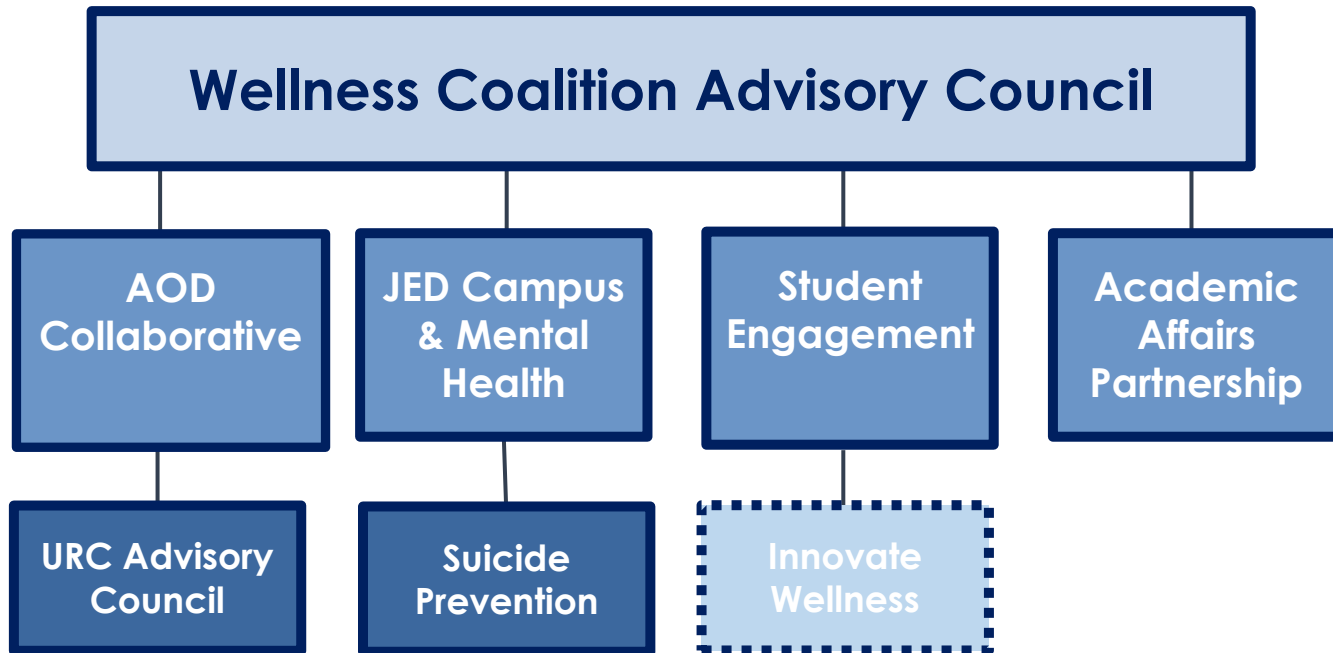 Wellness Coalition Advisory Council
AOD
Collaborative
JED Campus
& Mental
Health
Student
Engagement
Academic
Affairs
Partnership
URC Advisory
Council
Suicide
Prevention
Innovate
Wellness